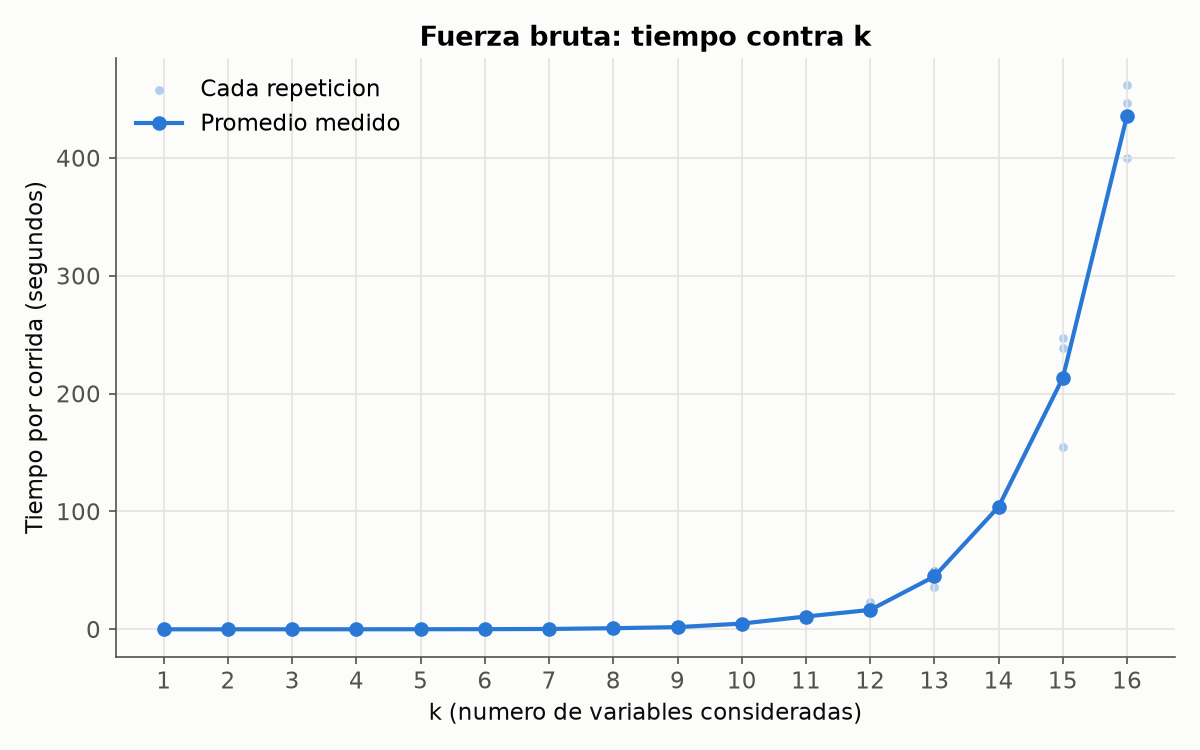 Fuerza bruta: tiempo contra k
Cada repeticion
Promedio medido
Tiempo por corrida (segundos)
400
300
200
100
0
1 2 3 4 5 6 7 8 9 10 11 12 13 14 15 16
k (numero de variables consideradas)